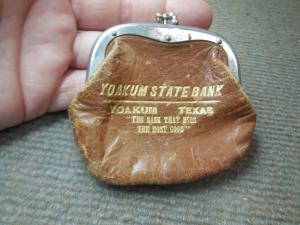 YOAKUM STATE BANK
YOAKUM TEXAS
"THE BANK THAT DOES
THE MOST GOOD"